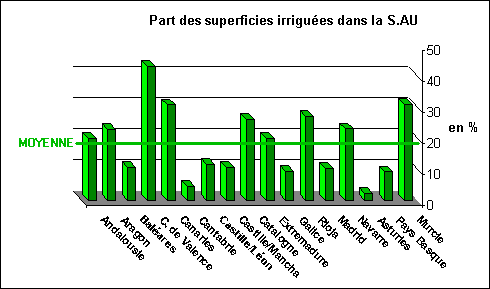 Part des superficies irriguées dans la S.AU
50
40
30
MOYENNE
20
en %
10
0
Andalousie
Aragon
Baléares
C. de Valence
Canaries
Cantabrie
Castille/Léon
Castille/Mancha
Catalogne
Extremadure
Galice
Rioja
Madrid
Navarre
Asturies
Pays Basque
Murcie